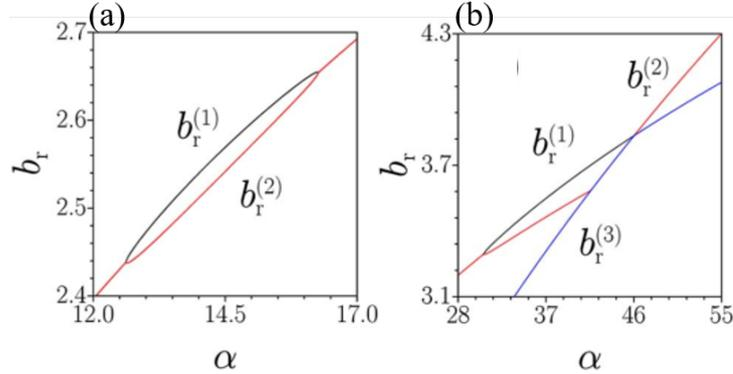 (a)
2.7
2.6
2.5
2.4
b_r
b_r^(1)
b_r^(2)
12.0 14.5 17.0
α
(b)
4.3
3.7
3.1
b_r
b_r^(1)
b_r^(2)
b_r^(3)
28 37 46 55
α